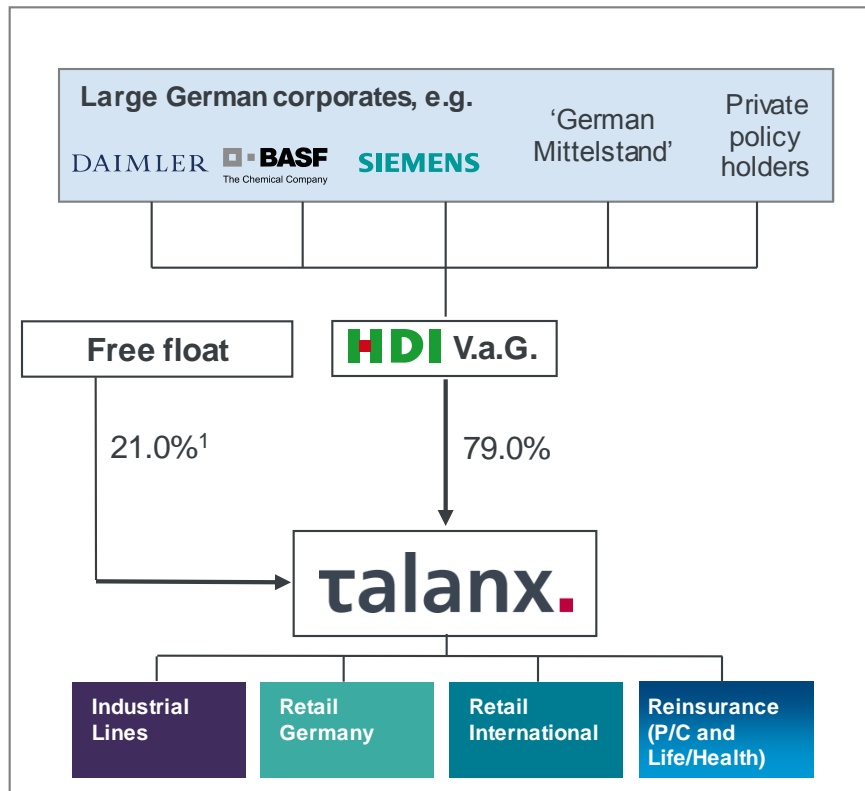 Large German corporates, e.g.
DAIMLER
BASF
The Chemical Company
SIEMENS
‘German
Mittelstand’
Private
policy
holders
Free float
HDI V.a.G.
21.0%¹
79.0%
τalanx.
Industrial
Lines
Retail
Germany
Retail
International
Reinsurance
(P/C and
Life/Health)